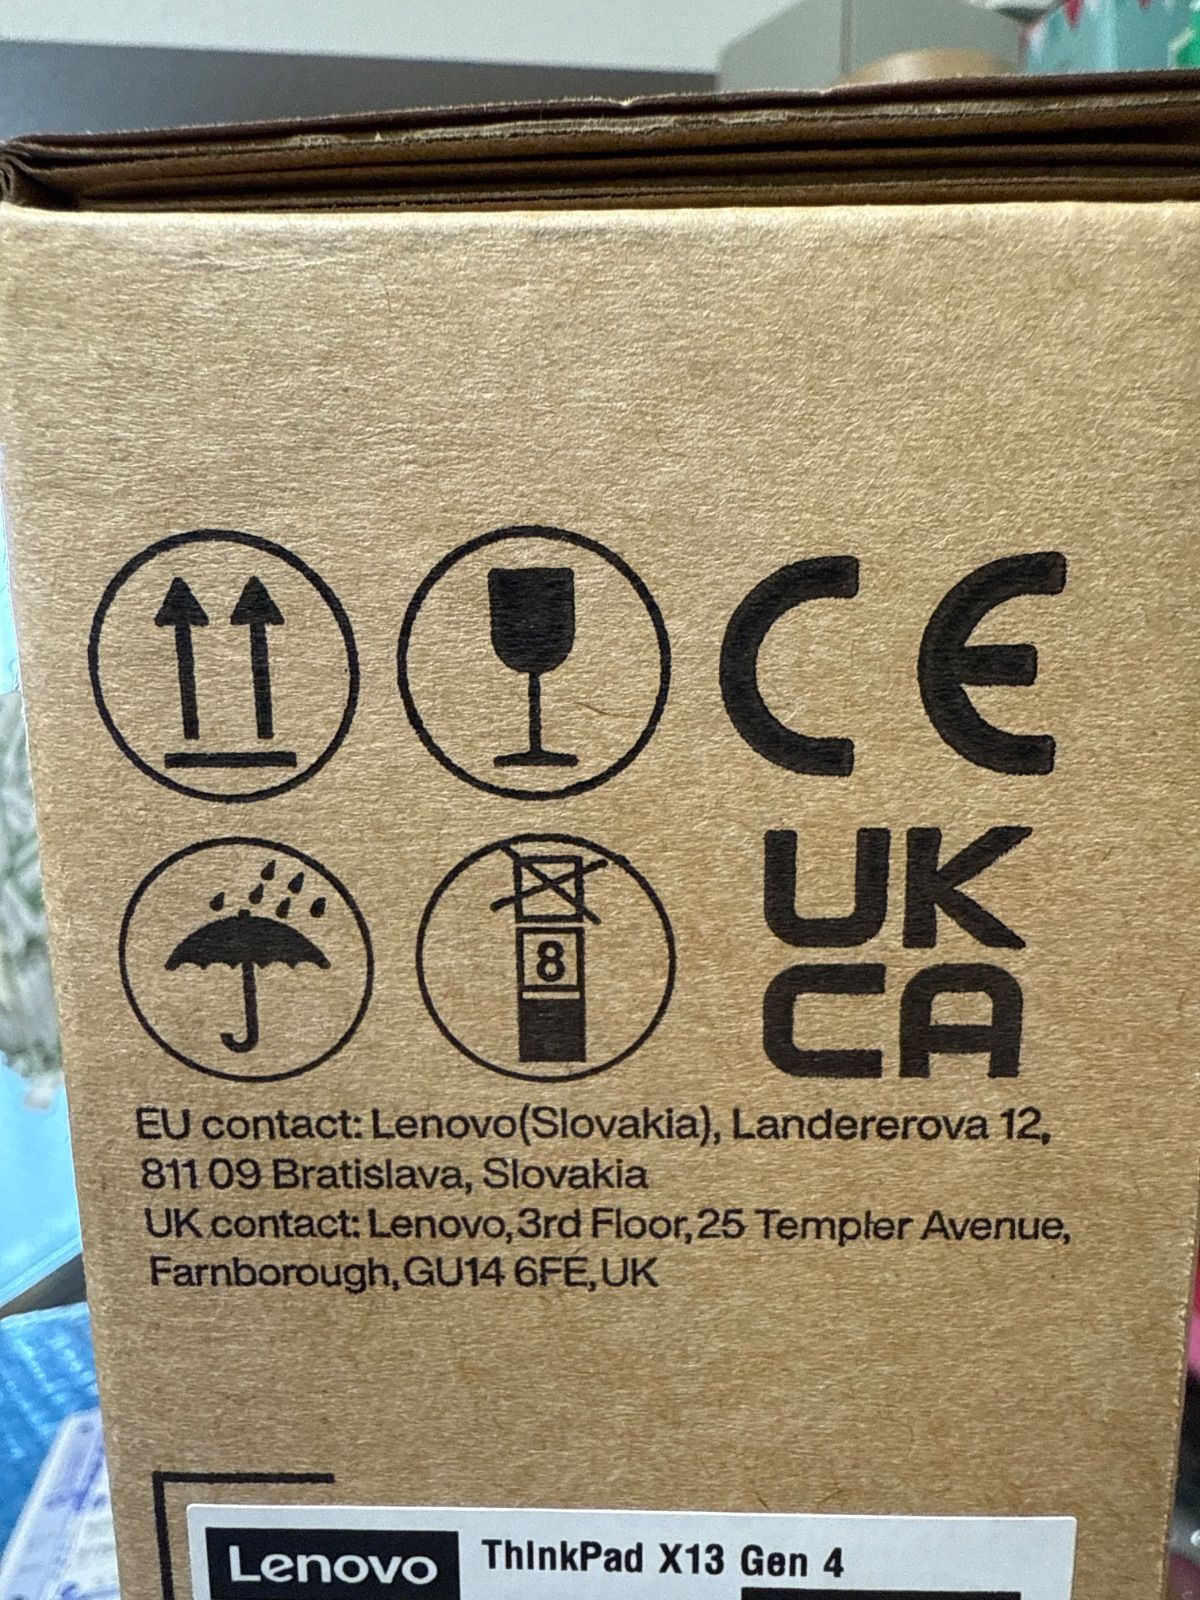 CE
8
UK
CA
EU contact: Lenovo(Slovakia), Landererova 12,
811 09 Bratislava, Slovakia
UK contact: Lenovo,3rd Floor,25 Templer Avenue,
Farnborough,GU14 6FE,UK
Lenovo
ThinkPad X13 Gen 4